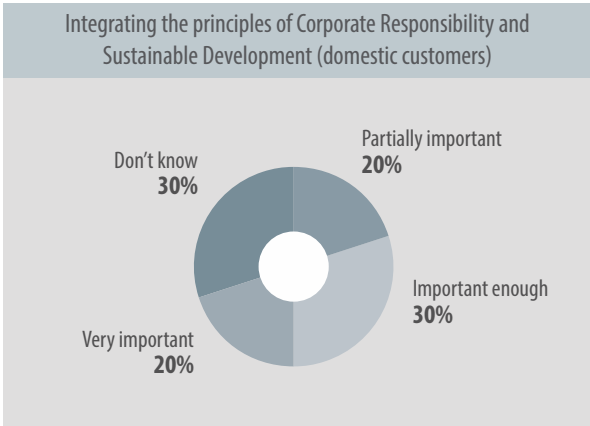 Integrating the principles of Corporate Responsibility and
Sustainable Development (domestic customers)
Partially important
20%
Don’t know
30%
Important enough
30%
Very important
20%